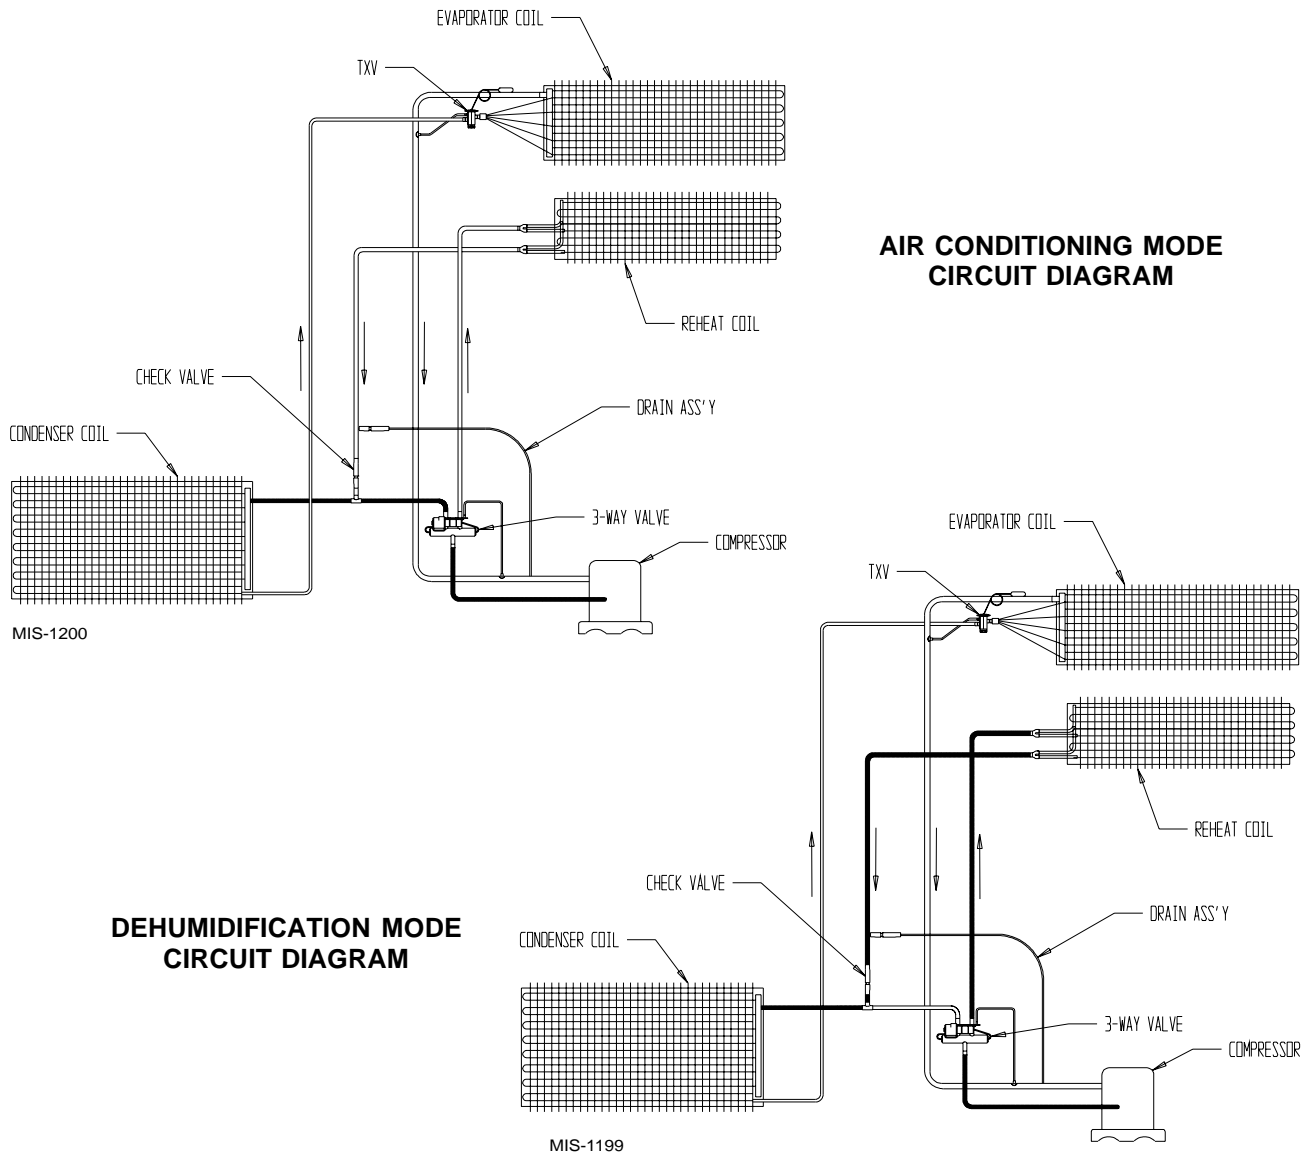 EVAPORATOR COIL
TXV
AIR CONDITIONING MODE
CIRCUIT DIAGRAM
REHEAT COIL
CHECK VALVE
DRAIN ASS'Y
CONDENSER COIL
3-WAY VALVE
COMPRESSOR
MIS-1200
EVAPORATOR COIL
TXV
REHEAT COIL
CHECK VALVE
DRAIN ASS'Y
DEHUMIDIFICATION MODE
CIRCUIT DIAGRAM
CONDENSER COIL
3-WAY VALVE
COMPRESSOR
MIS-1199